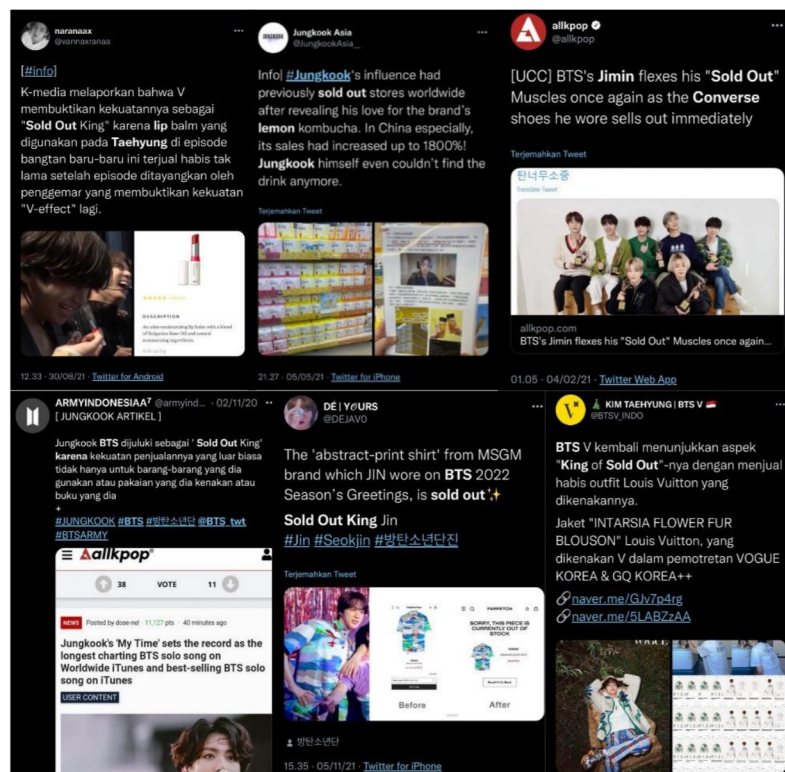 naranaax
@vannaxranaa
[#info]
K-media melaporkan bahwa V
membuktikan kekuatannya sebagai
"Sold Out King" karena lip balm yang
digunakan pada Taehyung di episode
bangtan baru-baru ini terjual habis tak
lama setelah episode ditayangkan oleh
penggemar yang membuktikan kekuatan
"V-effect" lagi.
DESCRIPTION
12.33 · 30/08/21 · Twitter for Android
Jungkook Asia
@JungkookAsia_
Info| #Jungkook's influence had
previously sold out stores worldwide
after revealing his love for the brand's
lemon kombucha. In China especially,
its sales had increased up to 1800%!
Jungkook himself even couldn't find the
drink anymore.
Terjemahkan Tweet
21.27 · 05/05/21 · Twitter for iPhone
allkpop
@allkpop
[UCC] BTS's Jimin flexes his "Sold Out"
Muscles once again as the Converse
shoes he wore sells out immediately
Terjemahkan Tweet
탄너무소중
Translate Tweet
allkpop.com
BTS's Jimin flexes his "Sold Out" Muscles once again...
01.05 · 04/02/21 · Twitter Web App
ARMYINDONESIAA⁷ @armyind... · 02/11/20
[ JUNGKOOK ARTIKEL ]
Jungkook BTS dijuluki sebagai ' Sold Out King'
karena kekuatan penjualannya yang luar biasa
tidak hanya untuk barang-barang yang dia
gunakan atau pakaian yang dia kenakan atau
buku yang dia
+
#JUNGKOOK #BTS #방탄소년단 @BTS_twt
#BTSARMY
allkpop
38 VOTE 11
NEWS Posted by dose-nel · 11,127 pts · 40 minutes ago
Jungkook's 'My Time' sets the record as the
longest charting BTS solo song on
Worldwide iTunes and best-selling BTS solo
song on iTunes
USER CONTENT
DÉ | YOURS
@DEJAV0
The 'abstract-print shirt' from MSGM
brand which JIN wore on BTS 2022
Season's Greetings, is sold out✨
Sold Out King Jin
#Jin #Seokjin #방탄소년단진
Terjemahkan Tweet
FARFETCH
SORRY, THIS PIECE IS
CURRENTLY OUT OF
STOCK
Before
After
방탄소년단
15.35 · 05/11/21 · Twitter for iPhone
KIM TAEHYUNG | BTS V
@BTSV_INDO
BTS V kembali menunjukkan aspek
"King of Sold Out"-nya dengan menjual
habis outfit Louis Vuitton yang
dikenakannya.
Jaket "INTARSIA FLOWER FUR
BLOUSON" Louis Vuitton, yang
dikenakan V dalam pemotretan VOGUE
KOREA & GQ KOREA++
naver.me/GJv7p4rg
naver.me/5LABZzAA